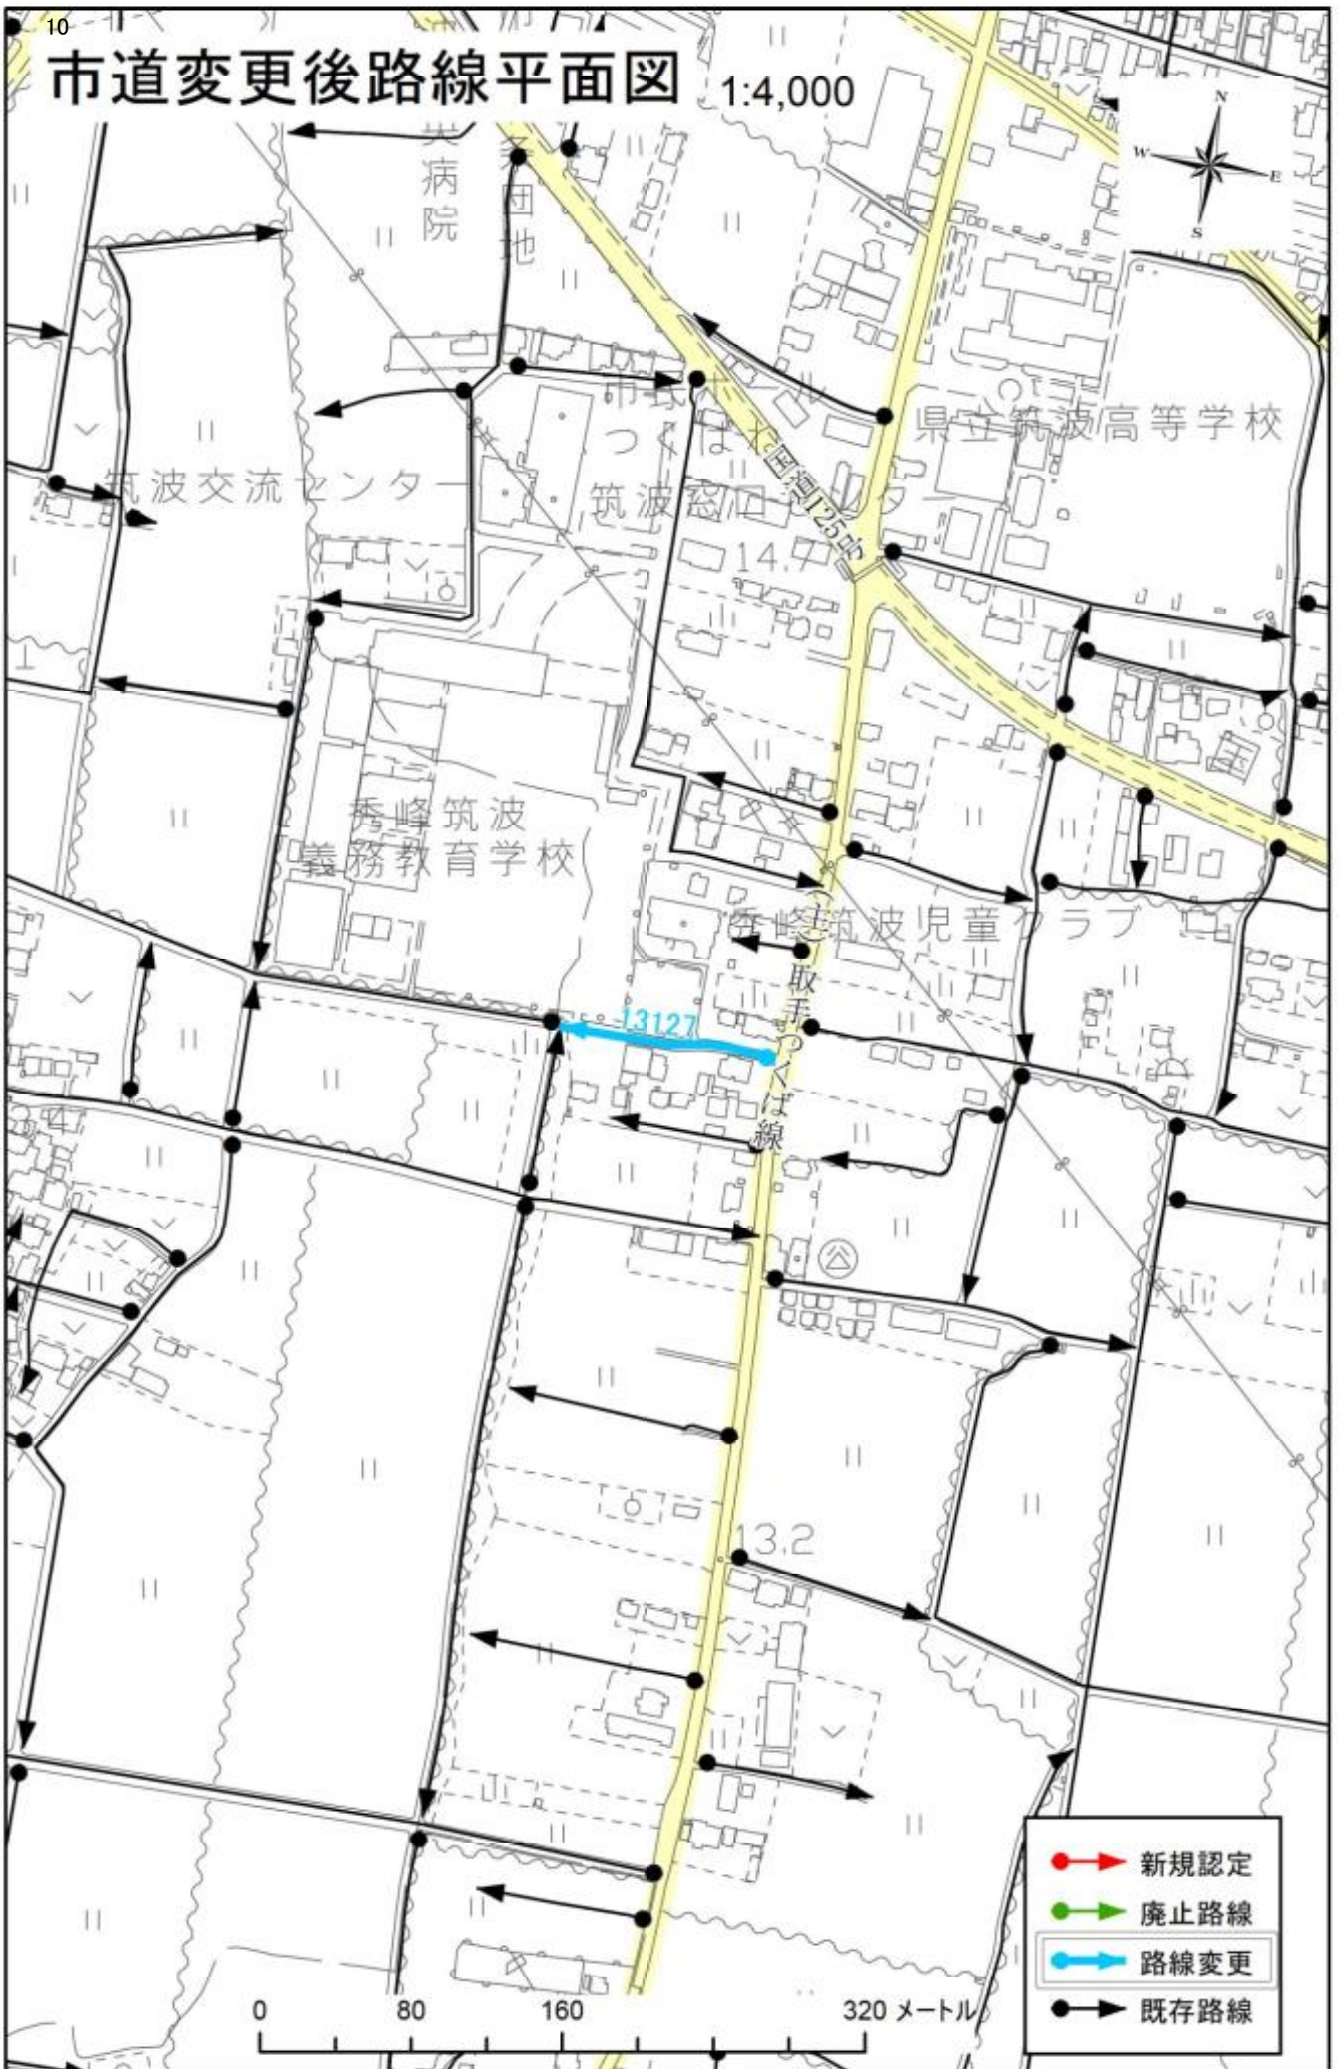 10
市道変更後路線平面図 1:4,000
N
W
E
S
病院
団地
県立筑波高等学校
筑波交流センター
国道125号
14.7
秀峰筑波
義務教育学校
秀峰筑波児童クラブ
(主)取手つくば線
13127
13.2
新規認定
廃止路線
路線変更
既存路線
0 80 160 320 メートル